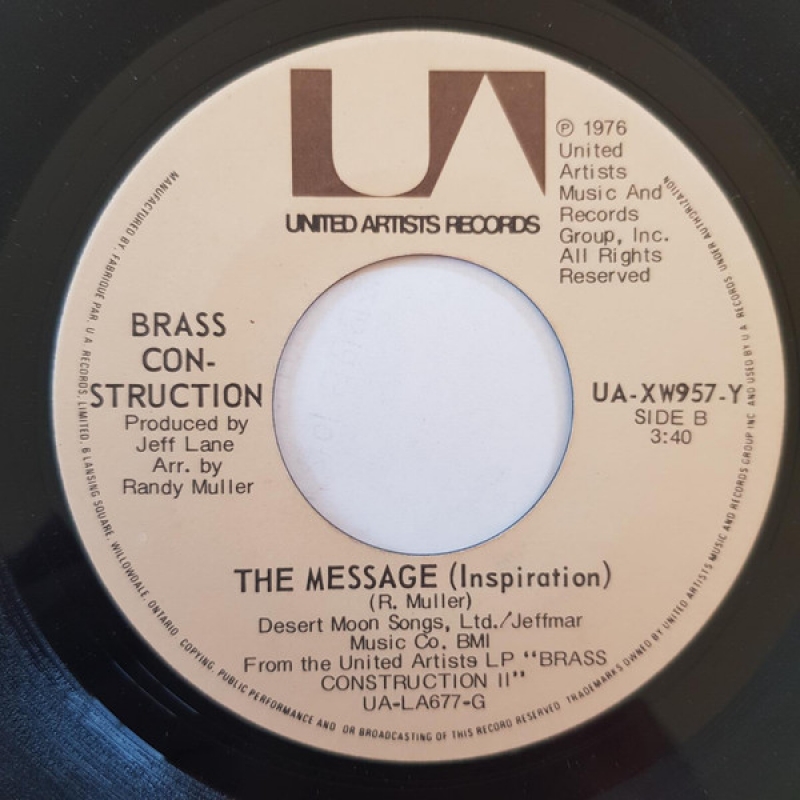 UA
UNITED ARTISTS RECORDS
℗ 1976
United
Artists
Music And
Records
Group, Inc.
All Rights
Reserved
BRASS
CON-
STRUCTION
Produced by
Jeff Lane
Arr. by
Randy Muller
UA-XW957-Y
SIDE B
3:40
THE MESSAGE (Inspiration)
(R. Muller)
Desert Moon Songs, Ltd./Jeffmar
Music Co. BMI
From the United Artists LP "BRASS
CONSTRUCTION II"
UA-LA677-G
MANUFACTURED BY, FABRIQUE PAR, U A RECORDS, LIMITED, 6 LANSING SQUARE, WILLOWDALE, ONTARIO COPYING, PUBLIC PERFORMANCE AND OR BROADCASTING OF THIS RECORD RESERVED TRADEMARKS OWNED BY UNITED ARTISTS MUSIC AND RECORDS GROUP INC AND USED BY U A RECORDS UNDER AUTHORIZATION